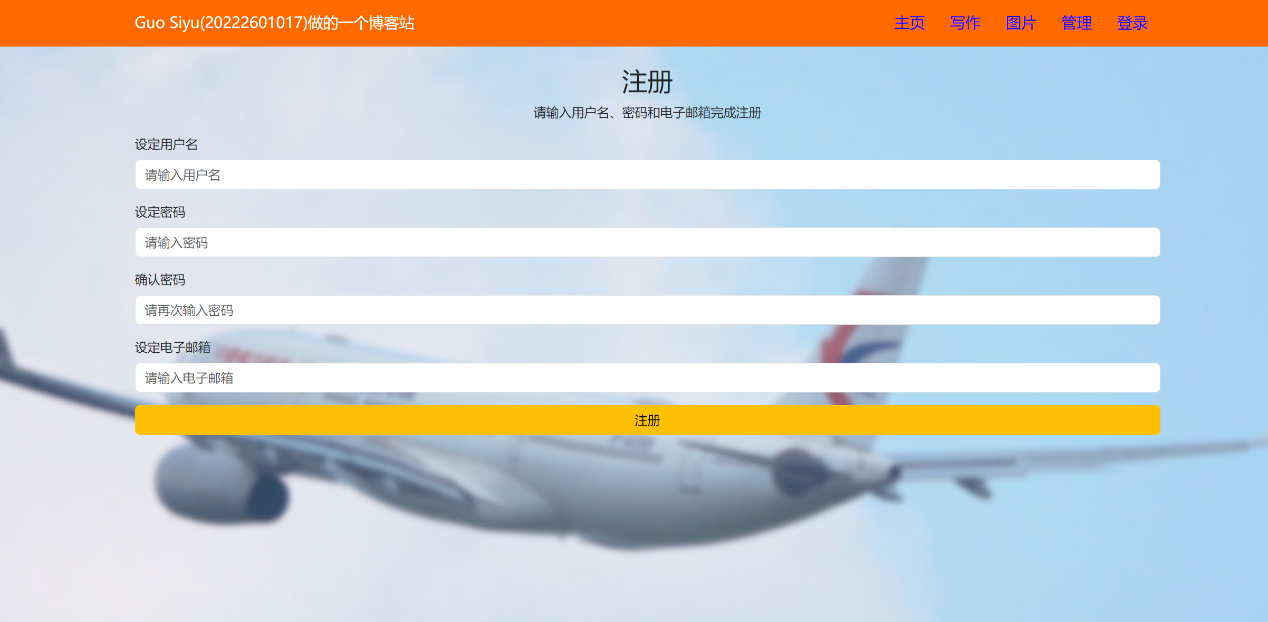 Guo Siyu(20222601017)做的一个博客站 主页 写作 图片 管理 登录
注册
请输入用户名、密码和电子邮箱完成注册
设定用户名
请输入用户名
设定密码
请输入密码
确认密码
请再次输入密码
设定电子邮箱
请输入电子邮箱
注册